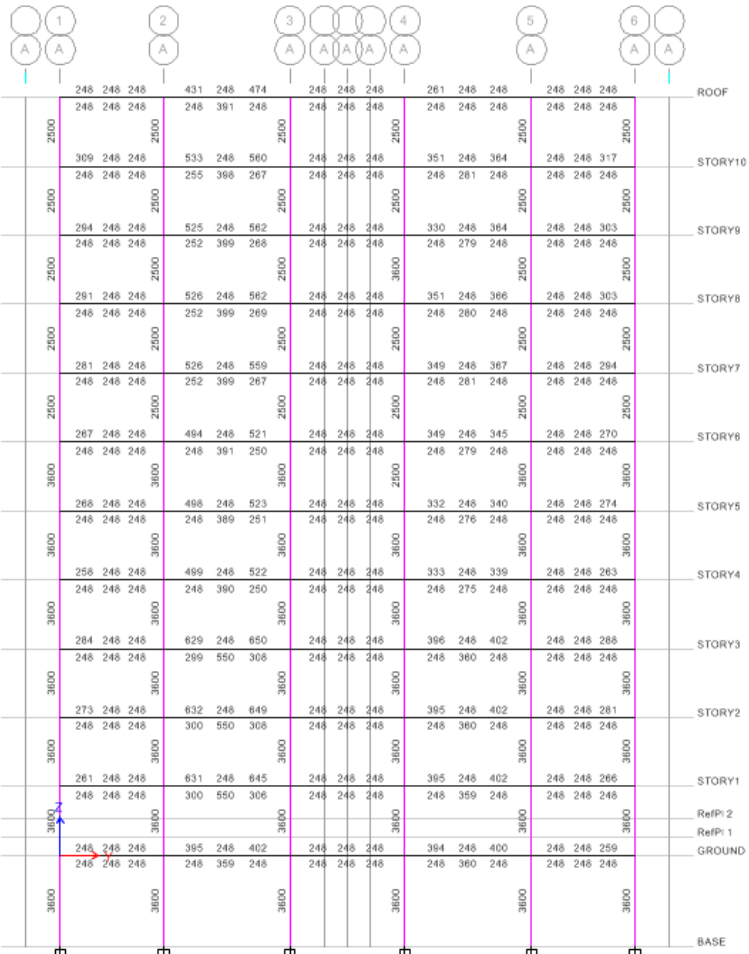 1 2 3 4 5 6
A A A A A A A A A A A
248 248 248 431 248 474 248 248 248 261 248 248 248 248 248 ROOF
248 248 248 248 391 248 248 248 248 248 248 248 248 248 248
2500 2500 2500 2500 2500 2500
309 248 248 533 248 560 248 248 248 351 248 364 248 248 317 STORY10
248 248 248 255 398 267 248 248 248 248 281 248 248 248 248
2500 2500 2500 2500 2500 2500
294 248 248 525 248 562 248 248 248 330 248 364 248 248 303 STORY9
248 248 248 252 399 268 248 248 248 248 279 248 248 248 248
2500 2500 2500 3600 2500 2500
291 248 248 526 248 562 248 248 248 351 248 366 248 248 303 STORY8
248 248 248 252 399 269 248 248 248 248 280 248 248 248 248
2500 2500 2500 2500 2500 2500
281 248 248 526 248 559 248 248 248 349 248 367 248 248 294 STORY7
248 248 248 252 399 267 248 248 248 248 281 248 248 248 248
2500 2500 2500 2500 2500 2500
267 248 248 494 248 521 248 248 248 349 248 345 248 248 270 STORY6
248 248 248 248 391 250 248 248 248 248 279 248 248 248 248
3600 3600 3600 2500 3600 3600
268 248 248 498 248 523 248 248 248 332 248 340 248 248 274 STORY5
248 248 248 248 389 251 248 248 248 248 276 248 248 248 248
3600 3600 3600 3600 3600 3600
258 248 248 499 248 522 248 248 248 333 248 339 248 248 263 STORY4
248 248 248 248 390 250 248 248 248 248 275 248 248 248 248
3600 3600 3600 3600 3600 3600
284 248 248 629 248 650 248 248 248 396 248 402 248 248 288 STORY3
248 248 248 299 550 308 248 248 248 248 360 248 248 248 248
3600 3600 3600 3600 3600 3600
273 248 248 632 248 649 248 248 248 395 248 402 248 248 281 STORY2
248 248 248 300 550 308 248 248 248 248 360 248 248 248 248
3600 3600 3600 3600 3600 3600
261 248 248 631 248 645 248 248 248 395 248 402 248 248 266 STORY1
248 248 248 300 550 306 248 248 248 248 359 248 248 248 248
Z
RefPl 2
3600 3600 3600 3600 3600 3600
RefPl 1
248 248 248 395 248 402 248 248 248 394 248 400 248 248 259 GROUND
Y
248 248 248 248 359 248 248 248 248 248 360 248 248 248 248
3600 3600 3600 3600 3600 3600
BASE